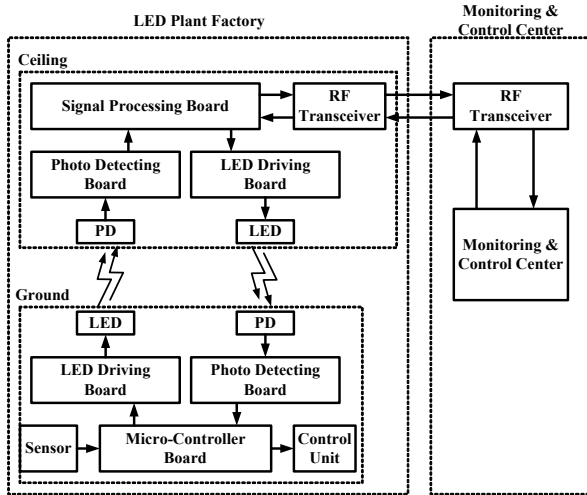 LED Plant Factory
Monitoring &
Control Center
Ceiling
Signal Processing Board
RF
Transceiver
RF
Transceiver
Photo Detecting
Board
LED Driving
Board
PD
LED
Monitoring &
Control Center
Ground
LED
PD
LED Driving
Board
Photo Detecting
Board
Sensor
Micro-Controller
Board
Control
Unit